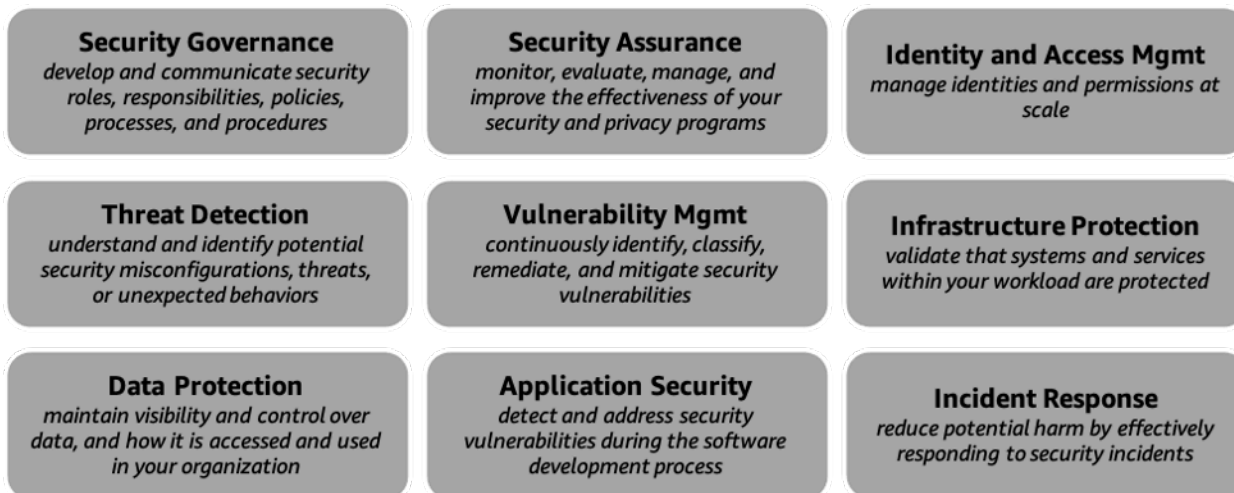 Security Governance
develop and communicate security
roles, responsibilities, policies,
processes, and procedures
Security Assurance
monitor, evaluate, manage, and
improve the effectiveness of your
security and privacy programs
Identity and Access Mgmt
manage identities and permissions at
scale
Threat Detection
understand and identify potential
security misconfigurations, threats,
or unexpected behaviors
Vulnerability Mgmt
continuously identify, classify,
remediate, and mitigate security
vulnerabilities
Infrastructure Protection
validate that systems and services
within your workload are protected
Data Protection
maintain visibility and control over
data, and how it is accessed and used
in your organization
Application Security
detect and address security
vulnerabilities during the software
development process
Incident Response
reduce potential harm by effectively
responding to security incidents